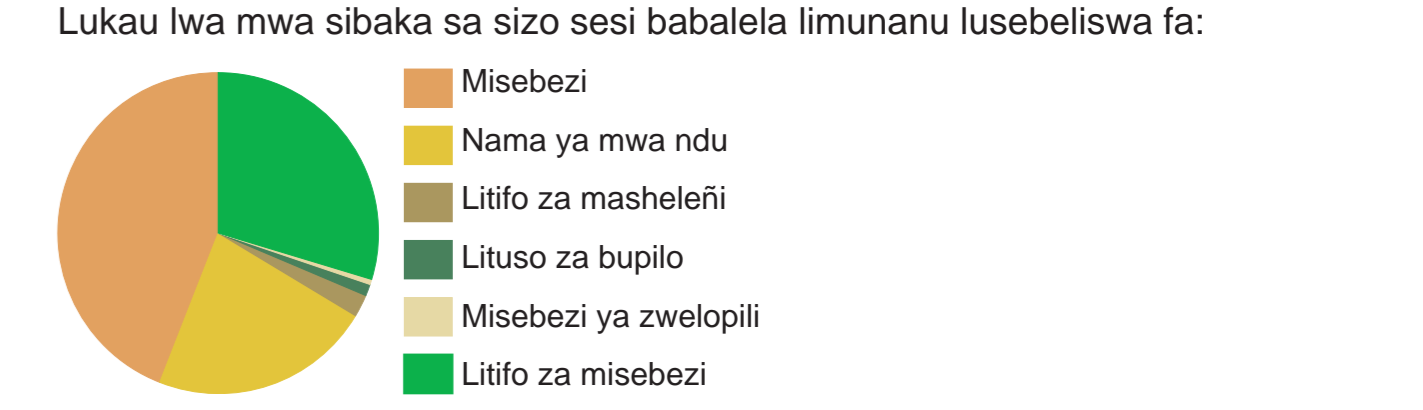 Lukau lwa mwa sibaka sa sizo sesi babalela limunanu lusebeliswa fa:
Misebezi
Nama ya mwa ndu
Litifo za masheleñi
Lituso za bupilo
Misebezi ya zwelopili
Litifo za misebezi